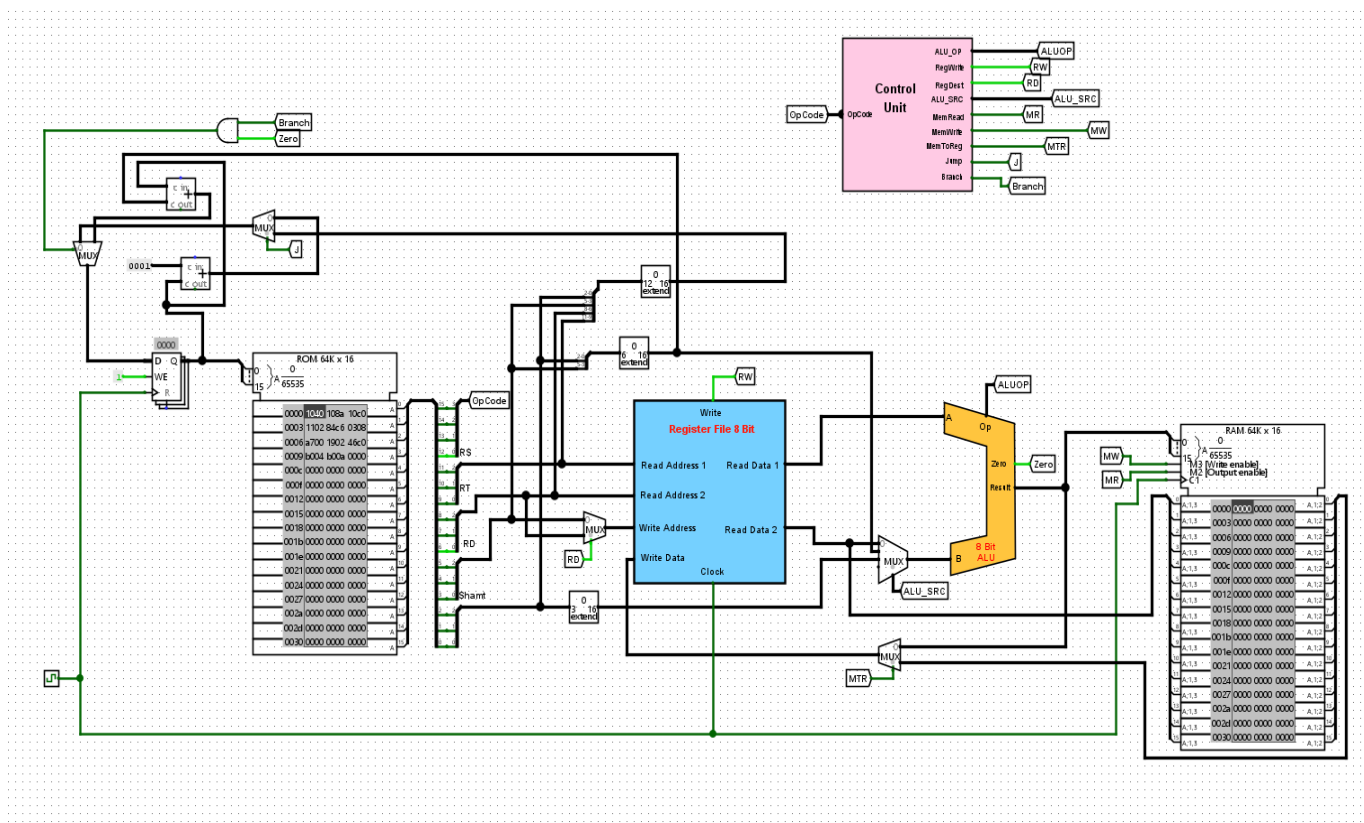 ALU_OP
ALUOP
RegWrite
RW
RegDest
RD
Control
Unit
ALU_SRC
ALU_SRC
OpCode
OpCode
MemRead
MR
MemWrite
MW
MemToReg
MTR
Jump
J
Branch
Branch
Branch
Zero
c in
+
c out
MUX
0
MUX
J
0001
c in
+
c out
0
12 16
extend
0000
D Q
WE
1
R
0
6 16
extend
ROM 64K x 16
0
15
A
0
65535
0000 1040 108a 10c0
0003 1102 84c6 0308
0006 a700 1902 46c0
0009 b004 b00a 0000
000c 0000 0000 0000
000f 0000 0000 0000
0012 0000 0000 0000
0015 0000 0000 0000
0018 0000 0000 0000
001b 0000 0000 0000
001e 0000 0000 0000
0021 0000 0000 0000
0024 0000 0000 0000
0027 0000 0000 0000
002a 0000 0000 0000
002d 0000 0000 0000
0030 0000 0000 0000
OpCode
RS
RT
RD
Shamt
MUX
RD
0
3 16
extend
RW
Write
Register File 8 Bit
Read Address 1
Read Data 1
Read Address 2
Write Address
Read Data 2
Write Data
Clock
ALUOP
A
Op
Zero
Zero
Result
B
8 Bit
ALU
MUX
ALU_SRC
MUX
MTR
RAM 64K x 16
0
15
A
0
65535
MW
M3 [Write enable]
MR
M2 [Output enable]
C1
0000 0000 0000 0000
0003 0000 0000 0000
0006 0000 0000 0000
0009 0000 0000 0000
000c 0000 0000 0000
000f 0000 0000 0000
0012 0000 0000 0000
0015 0000 0000 0000
0018 0000 0000 0000
001b 0000 0000 0000
001e 0000 0000 0000
0021 0000 0000 0000
0024 0000 0000 0000
0027 0000 0000 0000
002a 0000 0000 0000
002d 0000 0000 0000
0030 0000 0000 0000